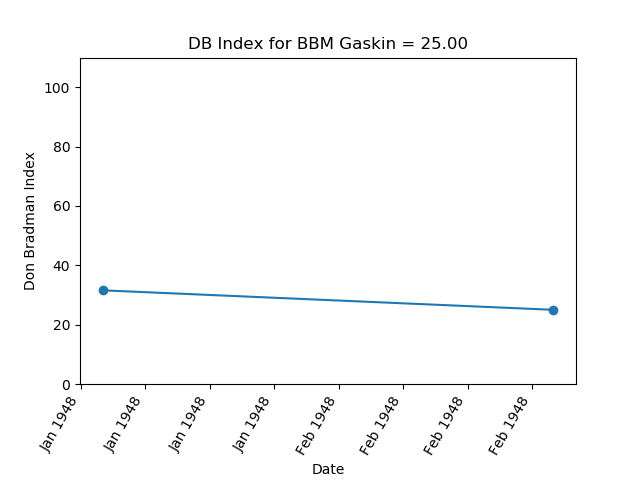 DB Index for BBM Gaskin = 25.00
Don Bradman Index
100
80
60
40
20
0
Jan 1948
Jan 1948
Jan 1948
Jan 1948
Feb 1948
Feb 1948
Feb 1948
Feb 1948
Date